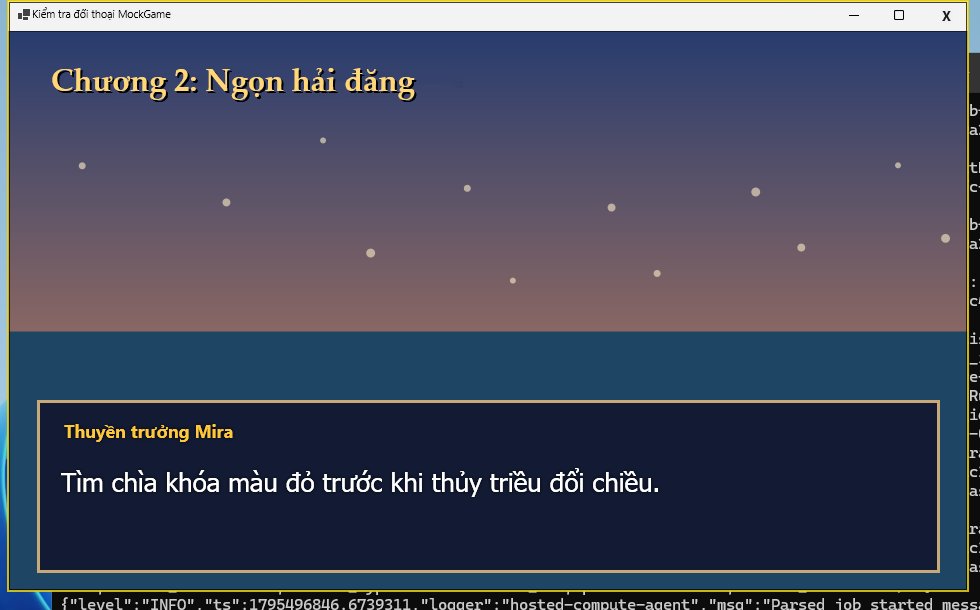 Kiểm tra đối thoại MockGame
Chương 2: Ngọn hải đăng
Thuyền trưởng Mira
Tìm chìa khóa màu đỏ trước khi thủy triều đổi chiều.
{"level":"INFO","ts":1795496846.6739311,"logger":"hosted-compute-agent","msg":"Parsed job started me